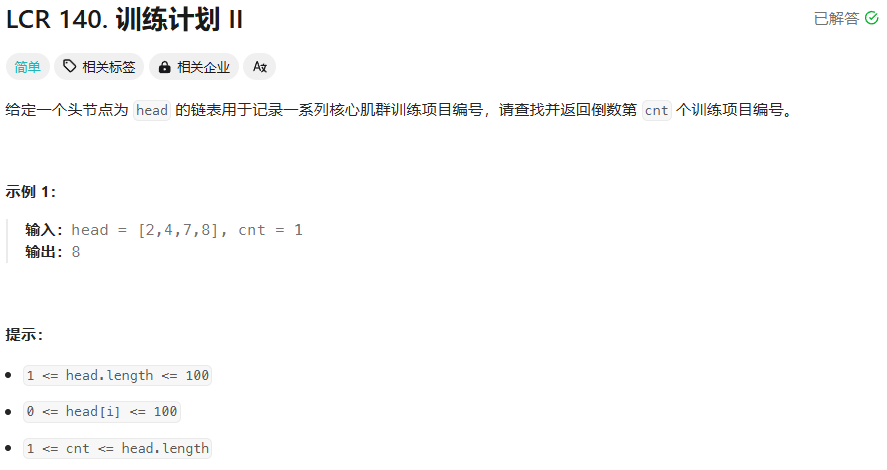 LCR 140. 训练计划 II
已解答
简单 相关标签 相关企业 A文
给定一个头节点为 head 的链表用于记录一系列核心肌群训练项目编号，请查找并返回倒数第 cnt 个训练项目编号。
示例 1：
输入：head = [2,4,7,8], cnt = 1
输出：8
提示：
1 <= head.length <= 100
0 <= head[i] <= 100
1 <= cnt <= head.length